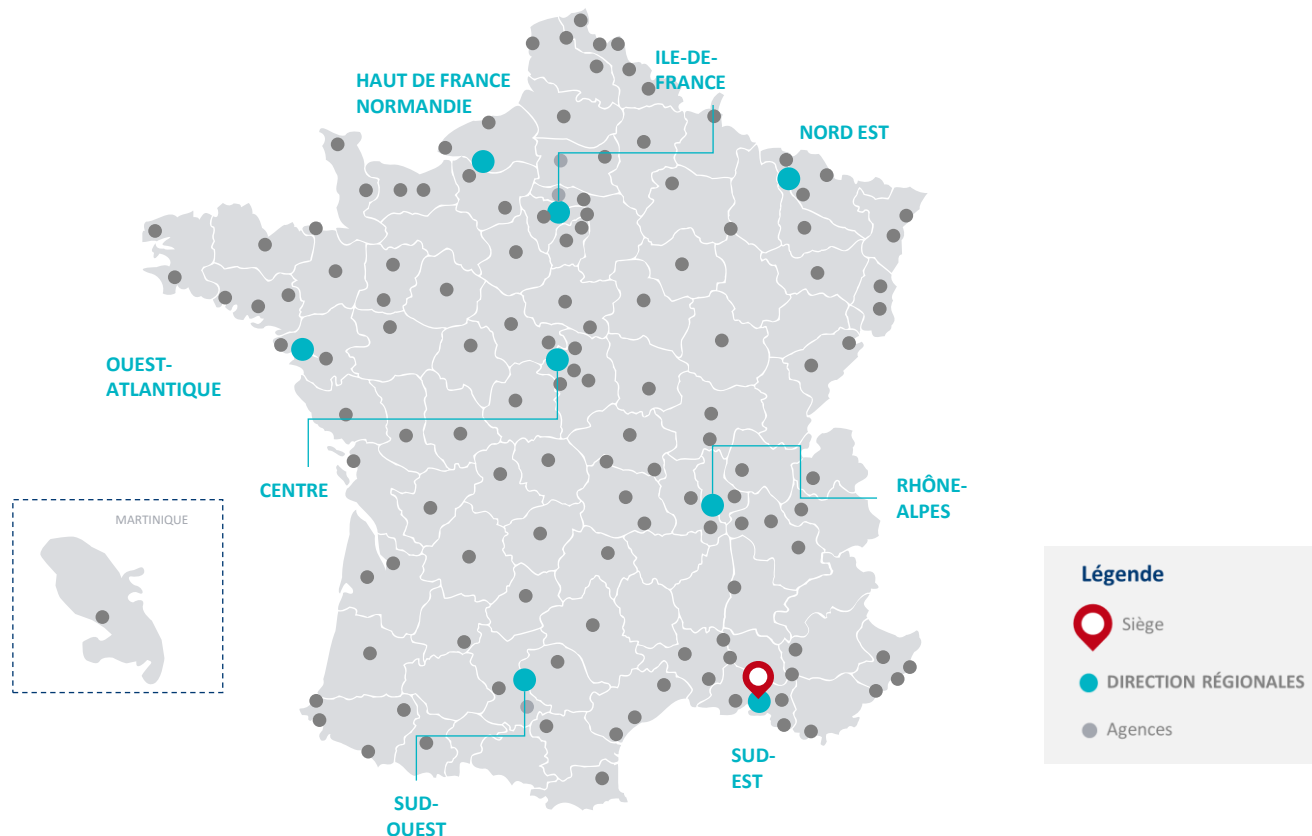 ILE-DE-
FRANCE
HAUT DE FRANCE
NORMANDIE
NORD EST
OUEST-
ATLANTIQUE
CENTRE
RHÔNE-
ALPES
MARTINIQUE
SUD-
EST
SUD-
OUEST
Légende
Siège
DIRECTION RÉGIONALES
Agences